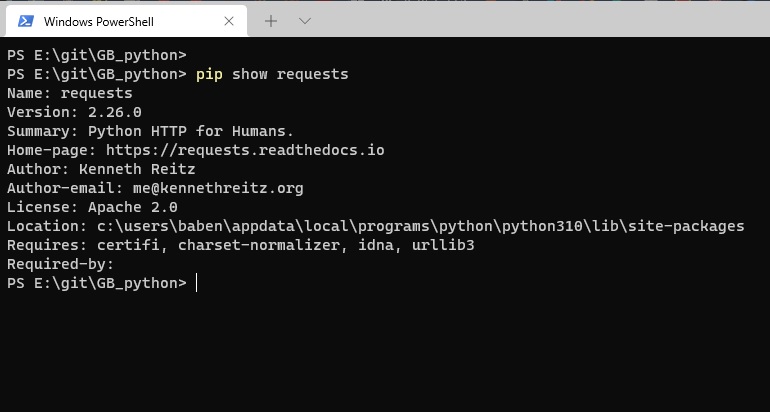 Windows PowerShell
PS E:\git\GB_python>
PS E:\git\GB_python> pip show requests
Name: requests
Version: 2.26.0
Summary: Python HTTP for Humans.
Home-page: https://requests.readthedocs.io
Author: Kenneth Reitz
Author-email: me@kennethreitz.org
License: Apache 2.0
Location: c:\users\baben\appdata\local\programs\python\python310\lib\site-packages
Requires: certifi, charset-normalizer, idna, urllib3
Required-by:
PS E:\git\GB_python>